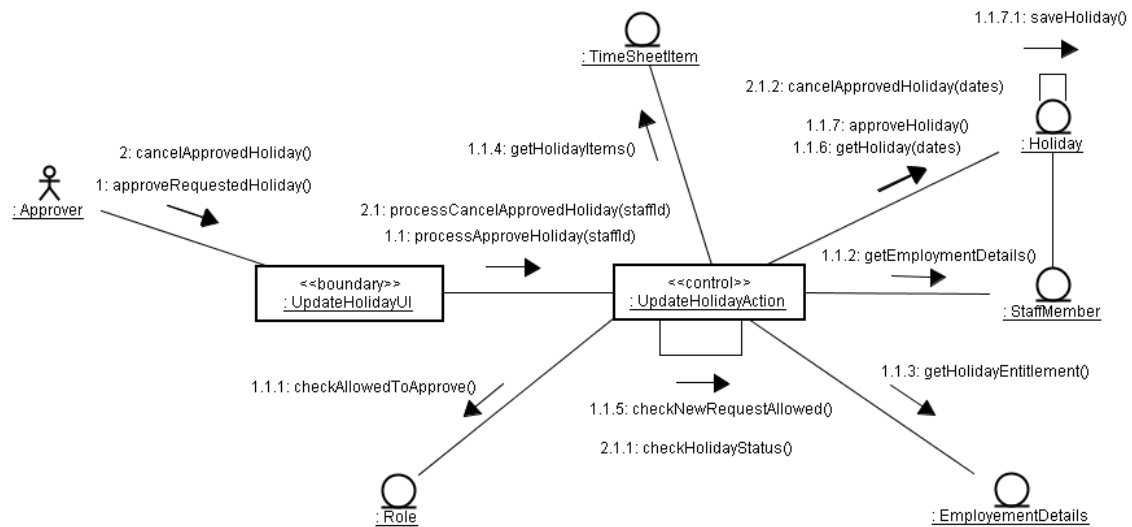 1.1.7.1: saveHoliday()
: TimeSheetItem
2.1.2: cancelApprovedHoliday(dates)
1.1.7: approveHoliday()
1.1.6: getHoliday(dates)
: Holiday
1.1.4: getHolidayItems()
2: cancelApprovedHoliday()
1: approveRequestedHoliday()
: Approver
2.1: processCancelApprovedHoliday(staffId)
1.1: processApproveHoliday(staffId)
1.1.2: getEmploymentDetails()
<<boundary>>
: UpdateHolidayUI
<<control>>
: UpdateHolidayAction
: StaffMember
1.1.1: checkAllowedToApprove()
1.1.3: getHolidayEntitlement()
1.1.5: checkNewRequestAllowed()
2.1.1: checkHolidayStatus()
: Role
: EmployementDetails